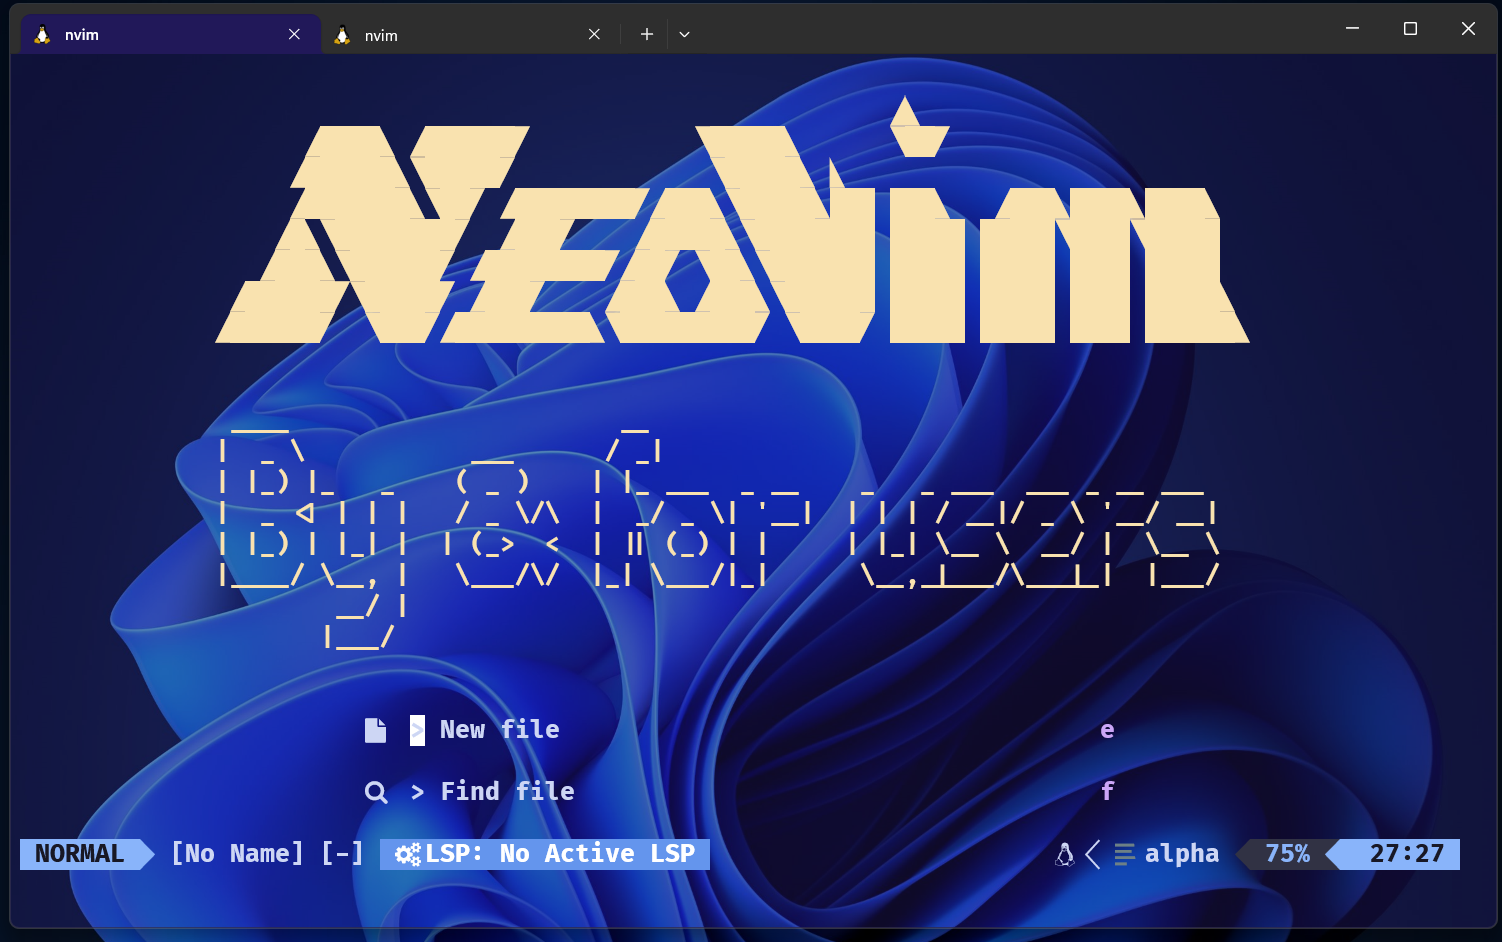 nvim
nvim
Neovim
By & for users
> New file e
> Find file f
NORMAL [No Name] [-] LSP: No Active LSP alpha 75% 27:27